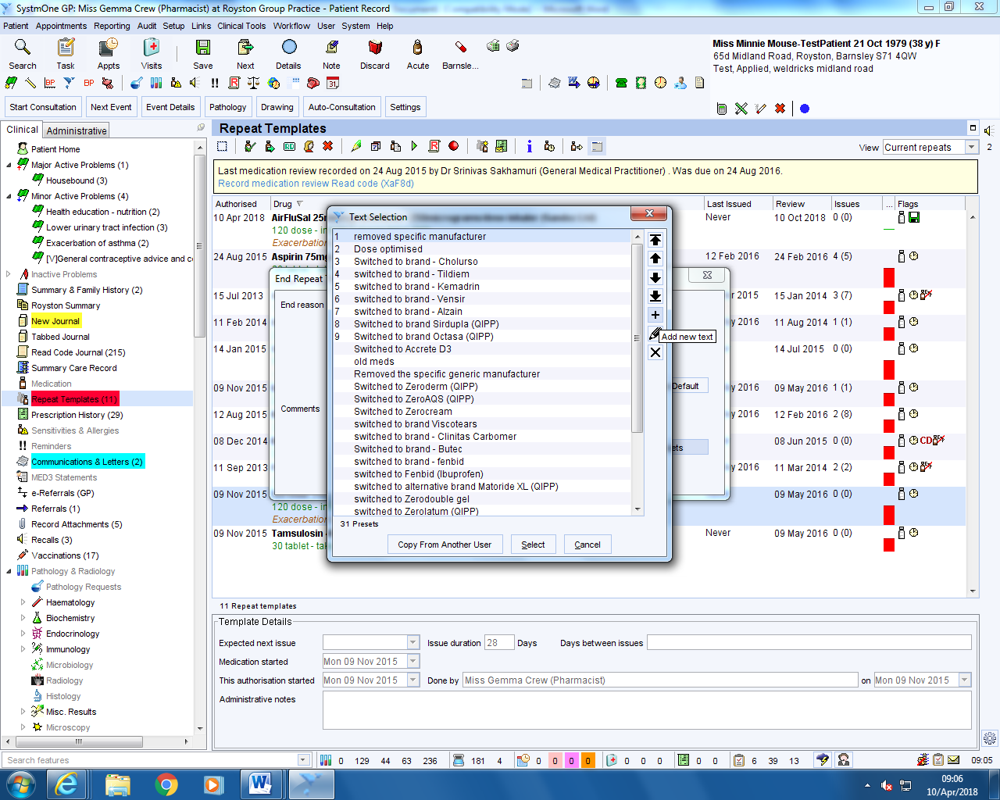 SystmOne GP: Miss Gemma Crew (Pharmacist) at Royston Group Practice - Patient Record
Patient Appointments Reporting Audit Setup Links Clinical Tools Workflow User System Help
Search Task Appts Visits Save Next Details Note Discard Acute Barnsle...
Miss Minnie Mouse-TestPatient 21 Oct 1979 (38 y) F
65d Midland Road, Royston, Barnsley S71 4QW
Test, Applied, weldricks midland road
Start Consultation Next Event Event Details Pathology Drawing Auto-Consultation Settings
Clinical Administrative
Patient Home
Major Active Problems (1)
Housebound (3)
Minor Active Problems (4)
Health education - nutrition (2)
Lower urinary tract infection (3)
Exacerbation of asthma (2)
[V]General contraceptive advice and c
Inactive Problems
Summary & Family History (2)
Royston Summary
New Journal
Tabbed Journal
Read Code Journal (215)
Summary Care Record
Medication
Repeat Templates (11)
Prescription History (29)
Sensitivities & Allergies
Reminders
Communications & Letters (2)
MED3 Statements
e-Referrals (GP)
Referrals (1)
Record Attachments (5)
Recalls (3)
Vaccinations (17)
Pathology & Radiology
Pathology Requests
Haematology
Biochemistry
Endocrinology
Immunology
Microbiology
Radiology
Histology
Misc. Results
Microscopy
Search features
Repeat Templates
View Current repeats
2
Last medication review recorded on 24 Aug 2015 by Dr Srinivas Sakhamuri (General Medical Practitioner) . Was due on 24 Aug 2016.
Record medication review Read code (XaF8d)
Authorised Drug Last Issued Review Issues ... Flags
10 Apr 2018 AirFluSal 25 Never 10 Oct 2018 0 (0)
120 dose - in
Exacerbation
24 Aug 2015 Aspirin 75mg 12 Feb 2016 24 Feb 2016 4 (5)
15 Jul 2013 r 2015 15 Jan 2014 3 (7)
11 Feb 2014 y 2016 11 Aug 2014 1 (1)
14 Jan 2015 14 Jul 2015 0 (0)
09 Nov 2015 y 2016 09 May 2016 1 (1)
12 Aug 2015 y 2016 12 Feb 2016 2 (8)
08 Dec 2014 08 Jun 2015 0 (0) CD
11 Sep 2013 y 2016 11 Mar 2014 2 (2)
09 Nov 2015 09 May 2016 0 (0)
120 dose - in
Exacerbation
09 Nov 2015 Tamsulosin Never 09 May 2016 0 (0)
30 tablet - tak
End Repeat T
End reason
Comments
Default
ets
Text Selection
1 removed specific manufacturer
2 Dose optimised
3 Switched to brand - Cholurso
4 switched to brand - Tildiem
5 switched to brand - Kemadrin
6 switched to brand - Vensir
7 switched to brand - Alzain
8 Switched to brand Sirdupla (QIPP)
9 Switched to brand Octasa (QIPP)
Switched to Accrete D3
old meds
Removed the specific generic manufacturer
Switched to Zeroderm (QIPP)
Switched to ZeroAQS (QIPP)
Switched to Zerocream
switched to brand Viscotears
switched to brand - Clinitas Carbomer
Switched to brand - Butec
switched to brand - fenbid
switched to Fenbid (Ibuprofen)
switched to alternative brand Matoride XL (QIPP)
switched to Zerodouble gel
switched to Zerolatum (QIPP)
Add new text
31 Presets
Copy From Another User Select Cancel
11 Repeat templates
Template Details
Expected next issue Issue duration 28 Days Days between issues
Medication started Mon 09 Nov 2015
This authorisation started Mon 09 Nov 2015 Done by Miss Gemma Crew (Pharmacist) on Mon 09 Nov 2015
Administrative notes
0 129 44 63 236 181 4 0 0 0 0 0 0 0 0 0 6 39 13 09:05
09:06
10/Apr/2018